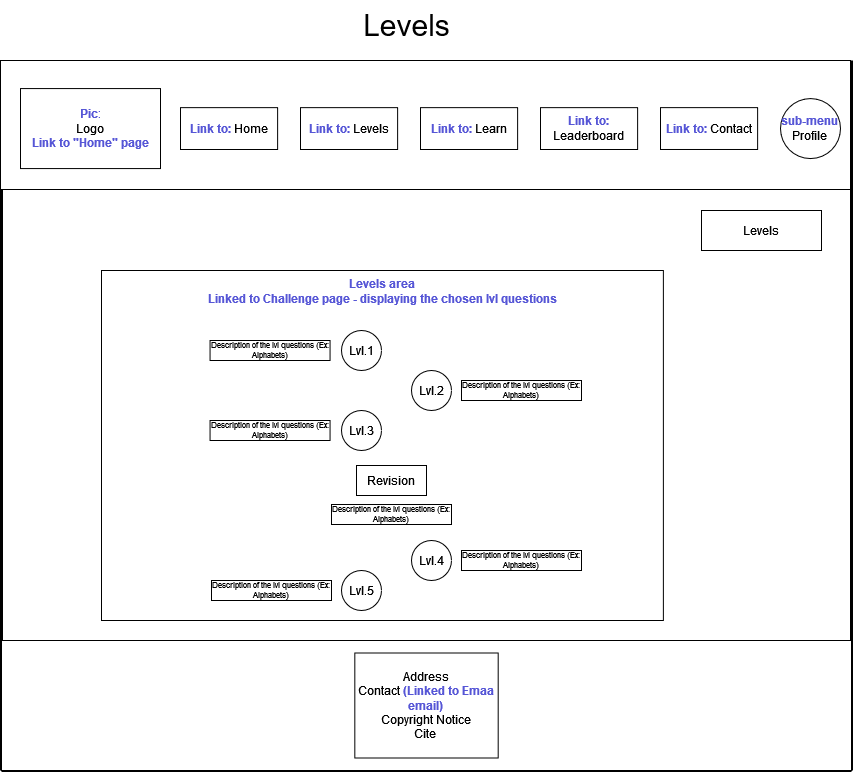 Levels
Pic:
Logo
Link to "Home" page
Link to: Home
Link to: Levels
Link to: Learn
Link to:
Leaderboard
Link to: Contact
sub-menu
Profile
Levels
Levels area
Linked to Challenge page - displaying the chosen lvl questions
Description of the lvl questions (Ex:
Alphabets)
Lvl.1
Lvl.2
Description of the lvl questions (Ex:
Alphabets)
Description of the lvl questions (Ex:
Alphabets)
Lvl.3
Revision
Description of the lvl questions (Ex:
Alphabets)
Lvl.4
Description of the lvl questions (Ex:
Alphabets)
Description of the lvl questions (Ex:
Alphabets)
Lvl.5
Address
Contact (Linked to Emaa
email)
Copyright Notice
Cite